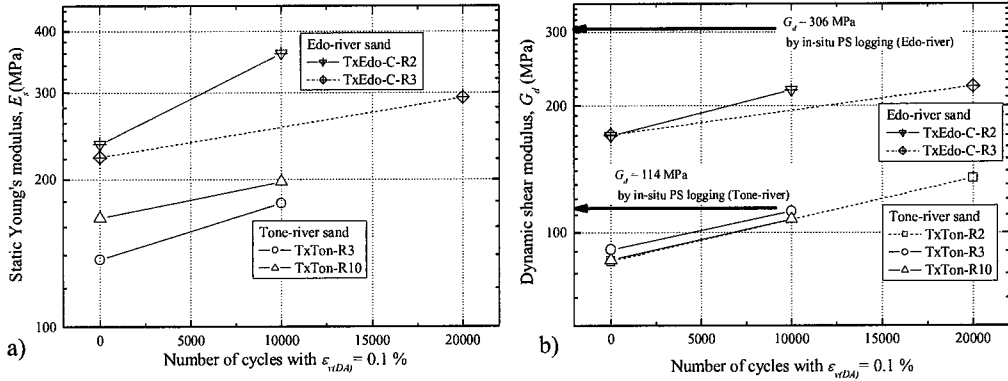 400
300
200
100
Static Young's modulus, E_s (MPa)
Edo-river sand
TxEdo-C-R2
TxEdo-C-R3
Tone-river sand
TxTon-R3
TxTon-R10
0 5000 10000 15000 20000
Number of cycles with ε_v(DA) = 0.1 %
a)
300
200
100
Dynamic shear modulus, G_d (MPa)
G_d ~ 306 MPa
by in-situ PS logging (Edo-river)
Edo-river sand
TxEdo-C-R2
TxEdo-C-R3
G_d ~ 114 MPa
by in-situ PS logging (Tone-river)
Tone-river sand
TxTon-R2
TxTon-R3
TxTon-R10
0 5000 10000 15000 20000
Number of cycles with ε_v(DA) = 0.1 %
b)